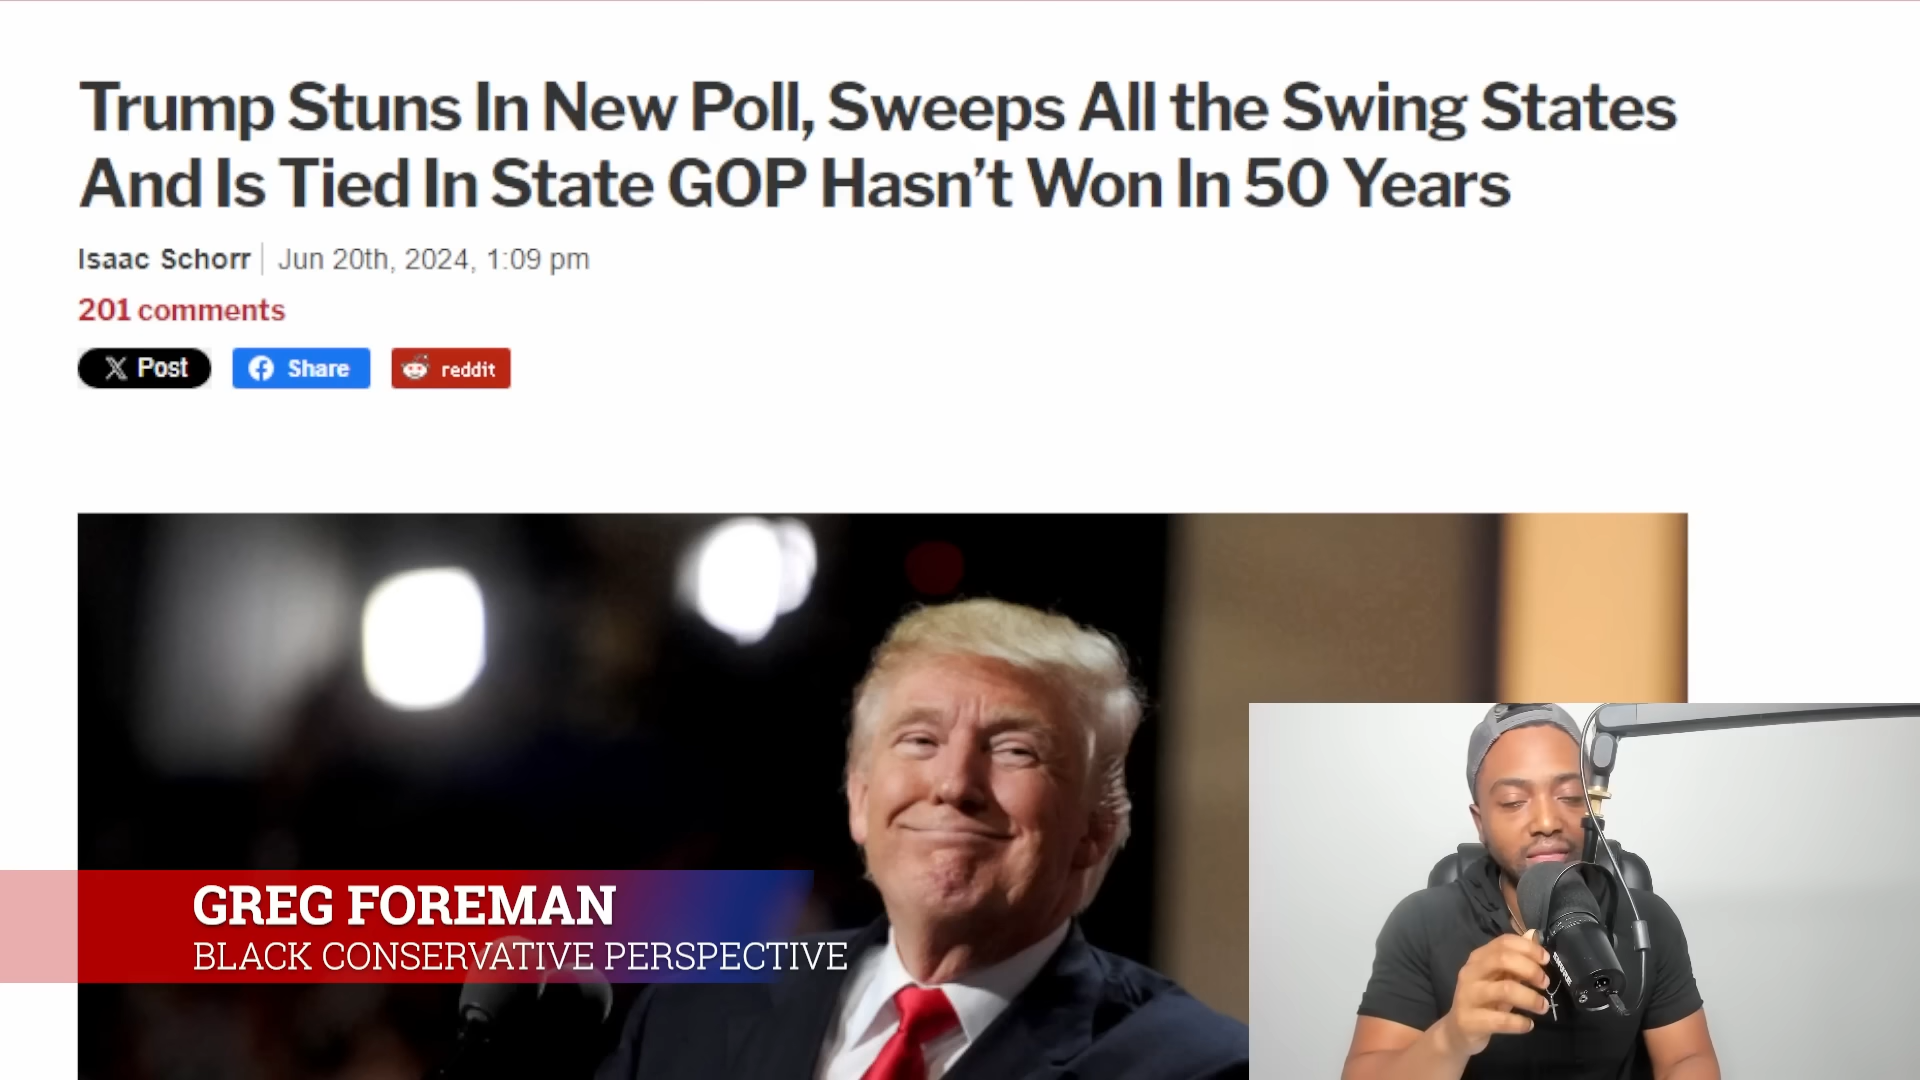 Trump Stuns In New Poll, Sweeps All the Swing States
And Is Tied In State GOP Hasn’t Won In 50 Years
Isaac Schorr | Jun 20th, 2024, 1:09 pm
201 comments
X Post
Share
reddit
GREG FOREMAN
BLACK CONSERVATIVE PERSPECTIVE
SHURE